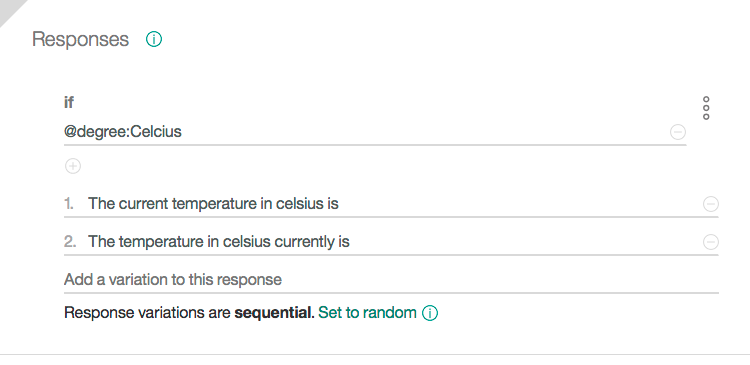 Responses
if
@degree:Celcius
1. The current temperature in celsius is
2. The temperature in celsius currently is
Add a variation to this response
Response variations are sequential. Set to random